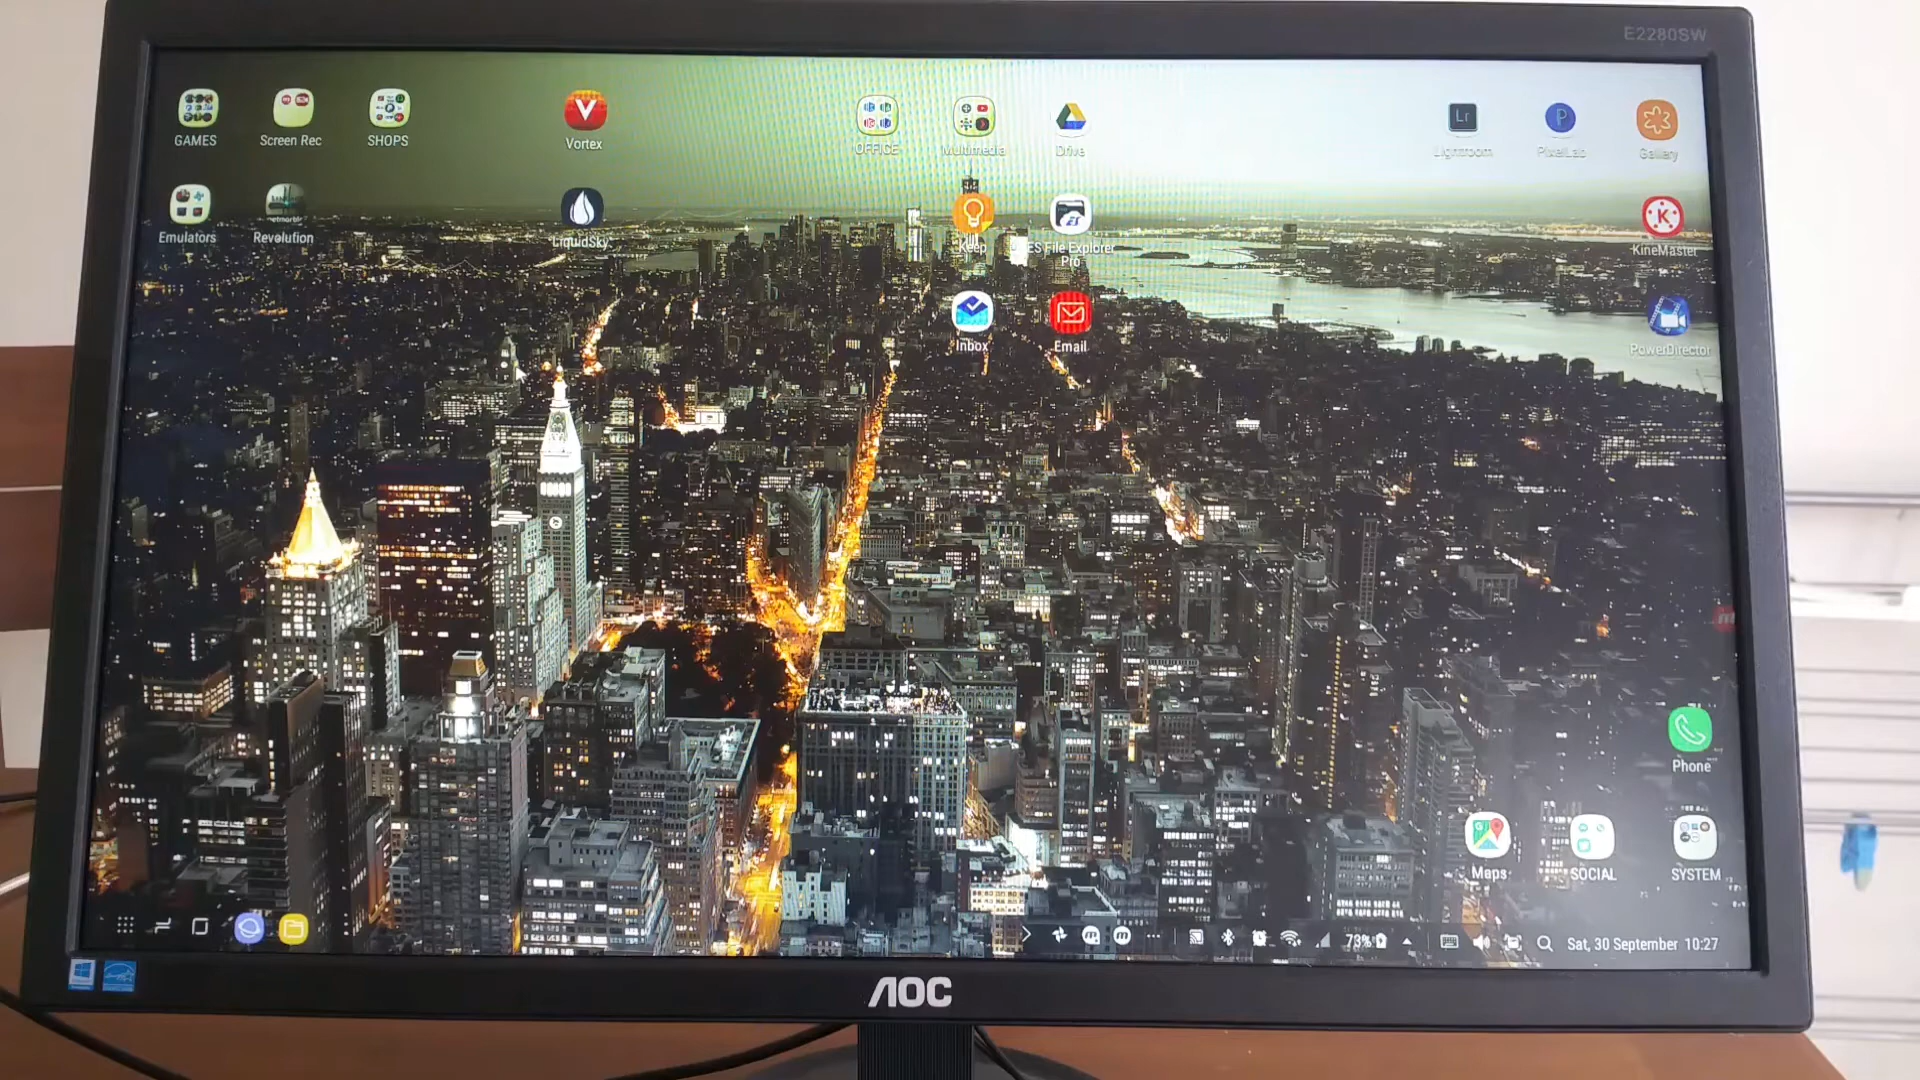 E2280SW
GAMES
Screen Rec
SHOPS
Vortex
OFFICE
Multimedia
Drive
Lr
Lightroom
P
PixelLab
Gallery
Emulators
Revolution
LiquidSky
Keep
ES File Explorer
Pro
K
KineMaster
Inbox
Email
PowerDirector
Phone
Maps
SOCIAL
SYSTEM
73%
Sat, 30 September 10:27
AOC